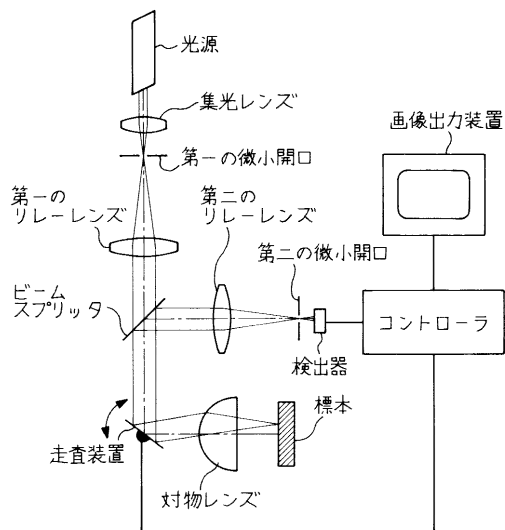 光源
集光レンズ
第一の微小開口
画像出力装置
第一の
リレーレンズ
第二の
リレーレンズ
第二の微小開口
ビーム
スプリッタ
コントローラ
検出器
標本
走査装置
対物レンズ